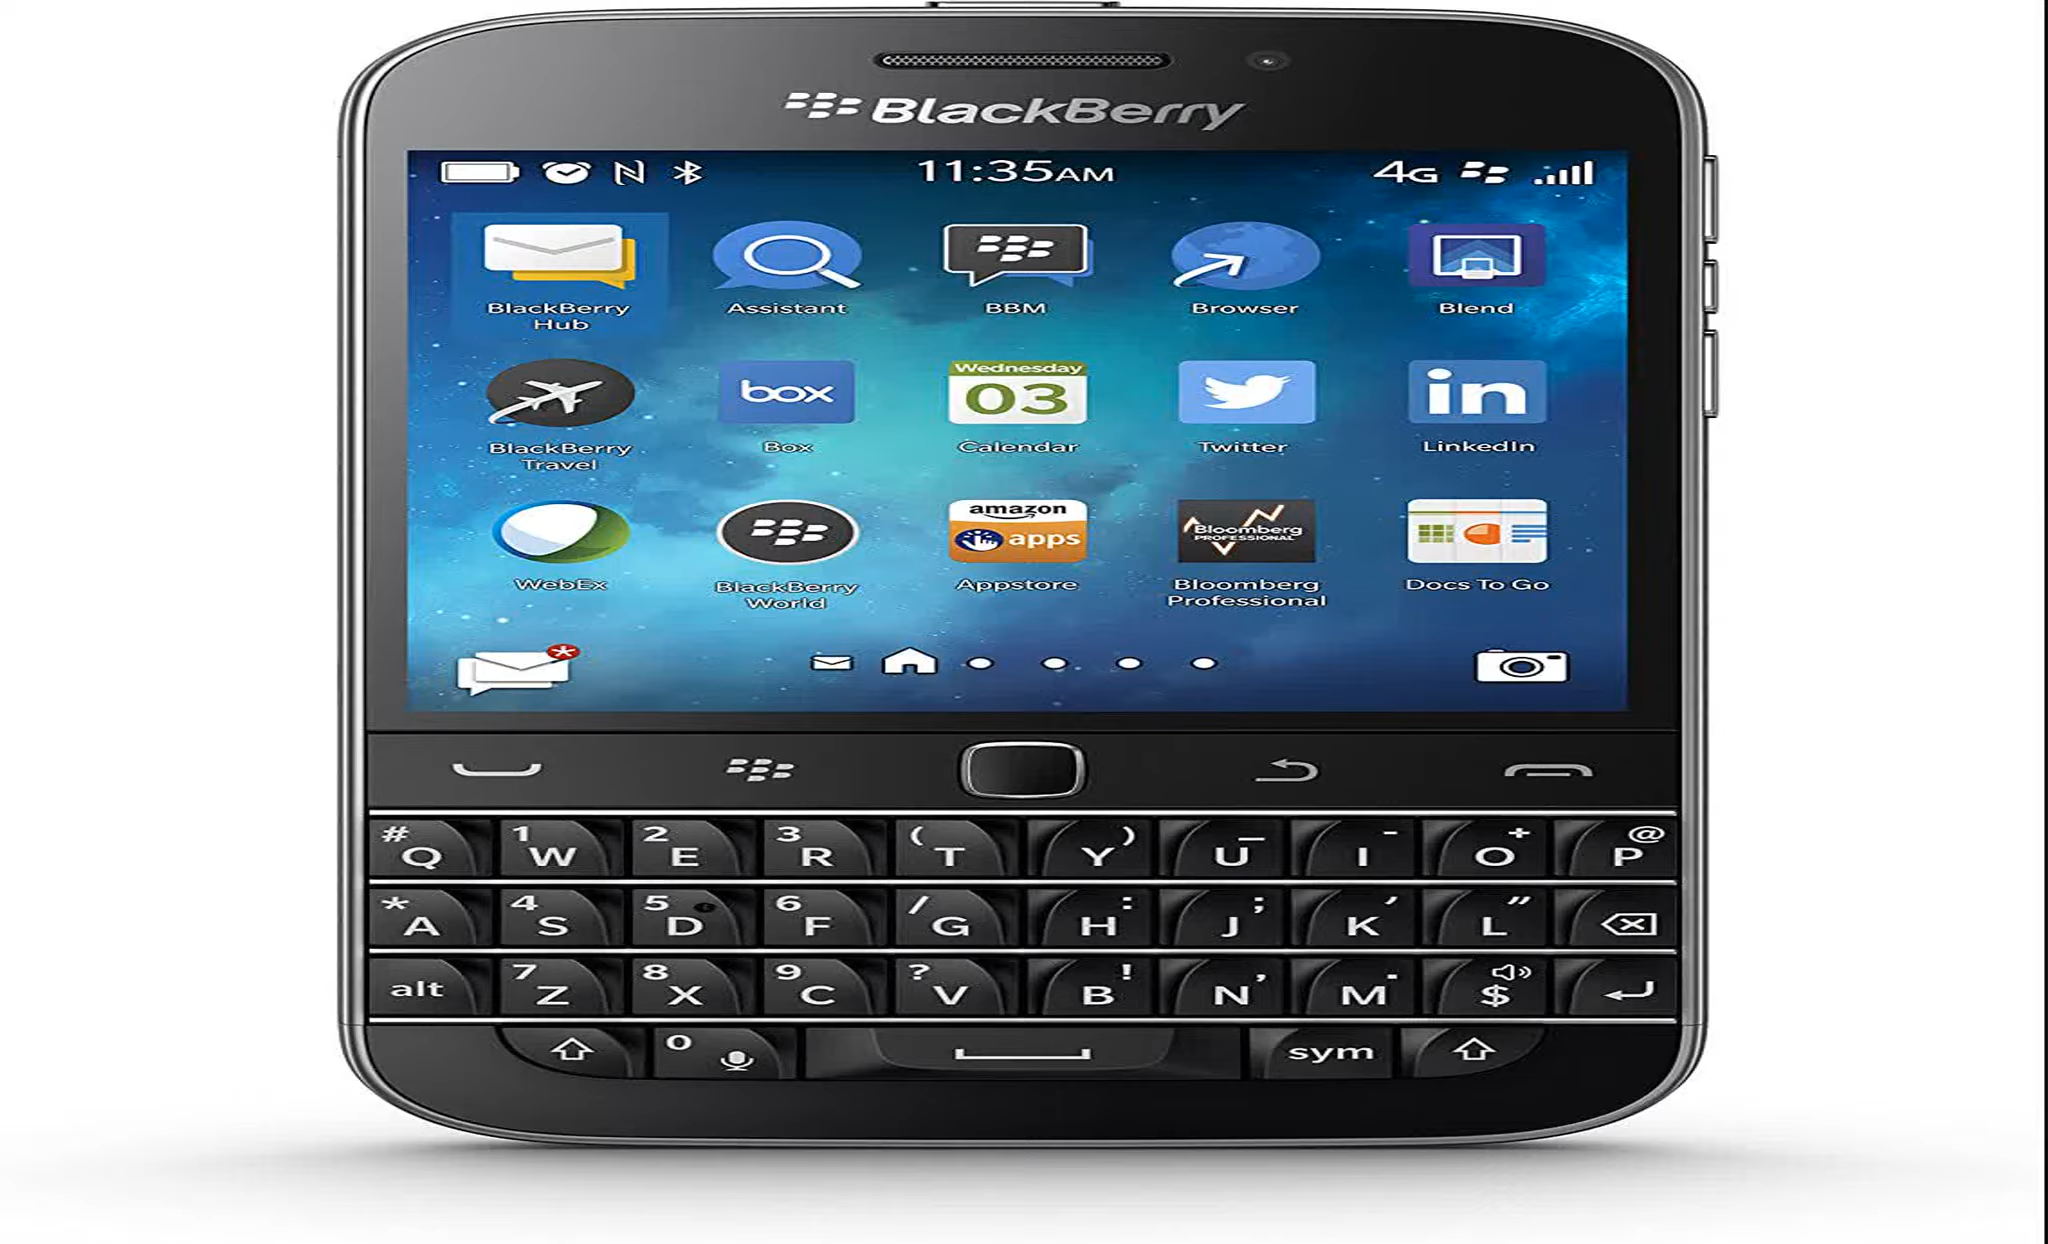 BlackBerry
11:35AM
4G
BlackBerry
Hub
Assistant
BBM
Browser
Blend
BlackBerry
Travel
box
Box
Wednesday
03
Calendar
Twitter
in
LinkedIn
WebEx
BlackBerry
World
amazon
apps
Appstore
Bloomberg
PROFESSIONAL
Bloomberg
Professional
Docs To Go
# Q 1 W 2 E 3 R ( T Y ) U _ I - O + P @
* A 4 S 5 D 6 F / G H : J ; K ' L "
alt 7 Z 8 X 9 C ? V B ! N , M . $
0 sym